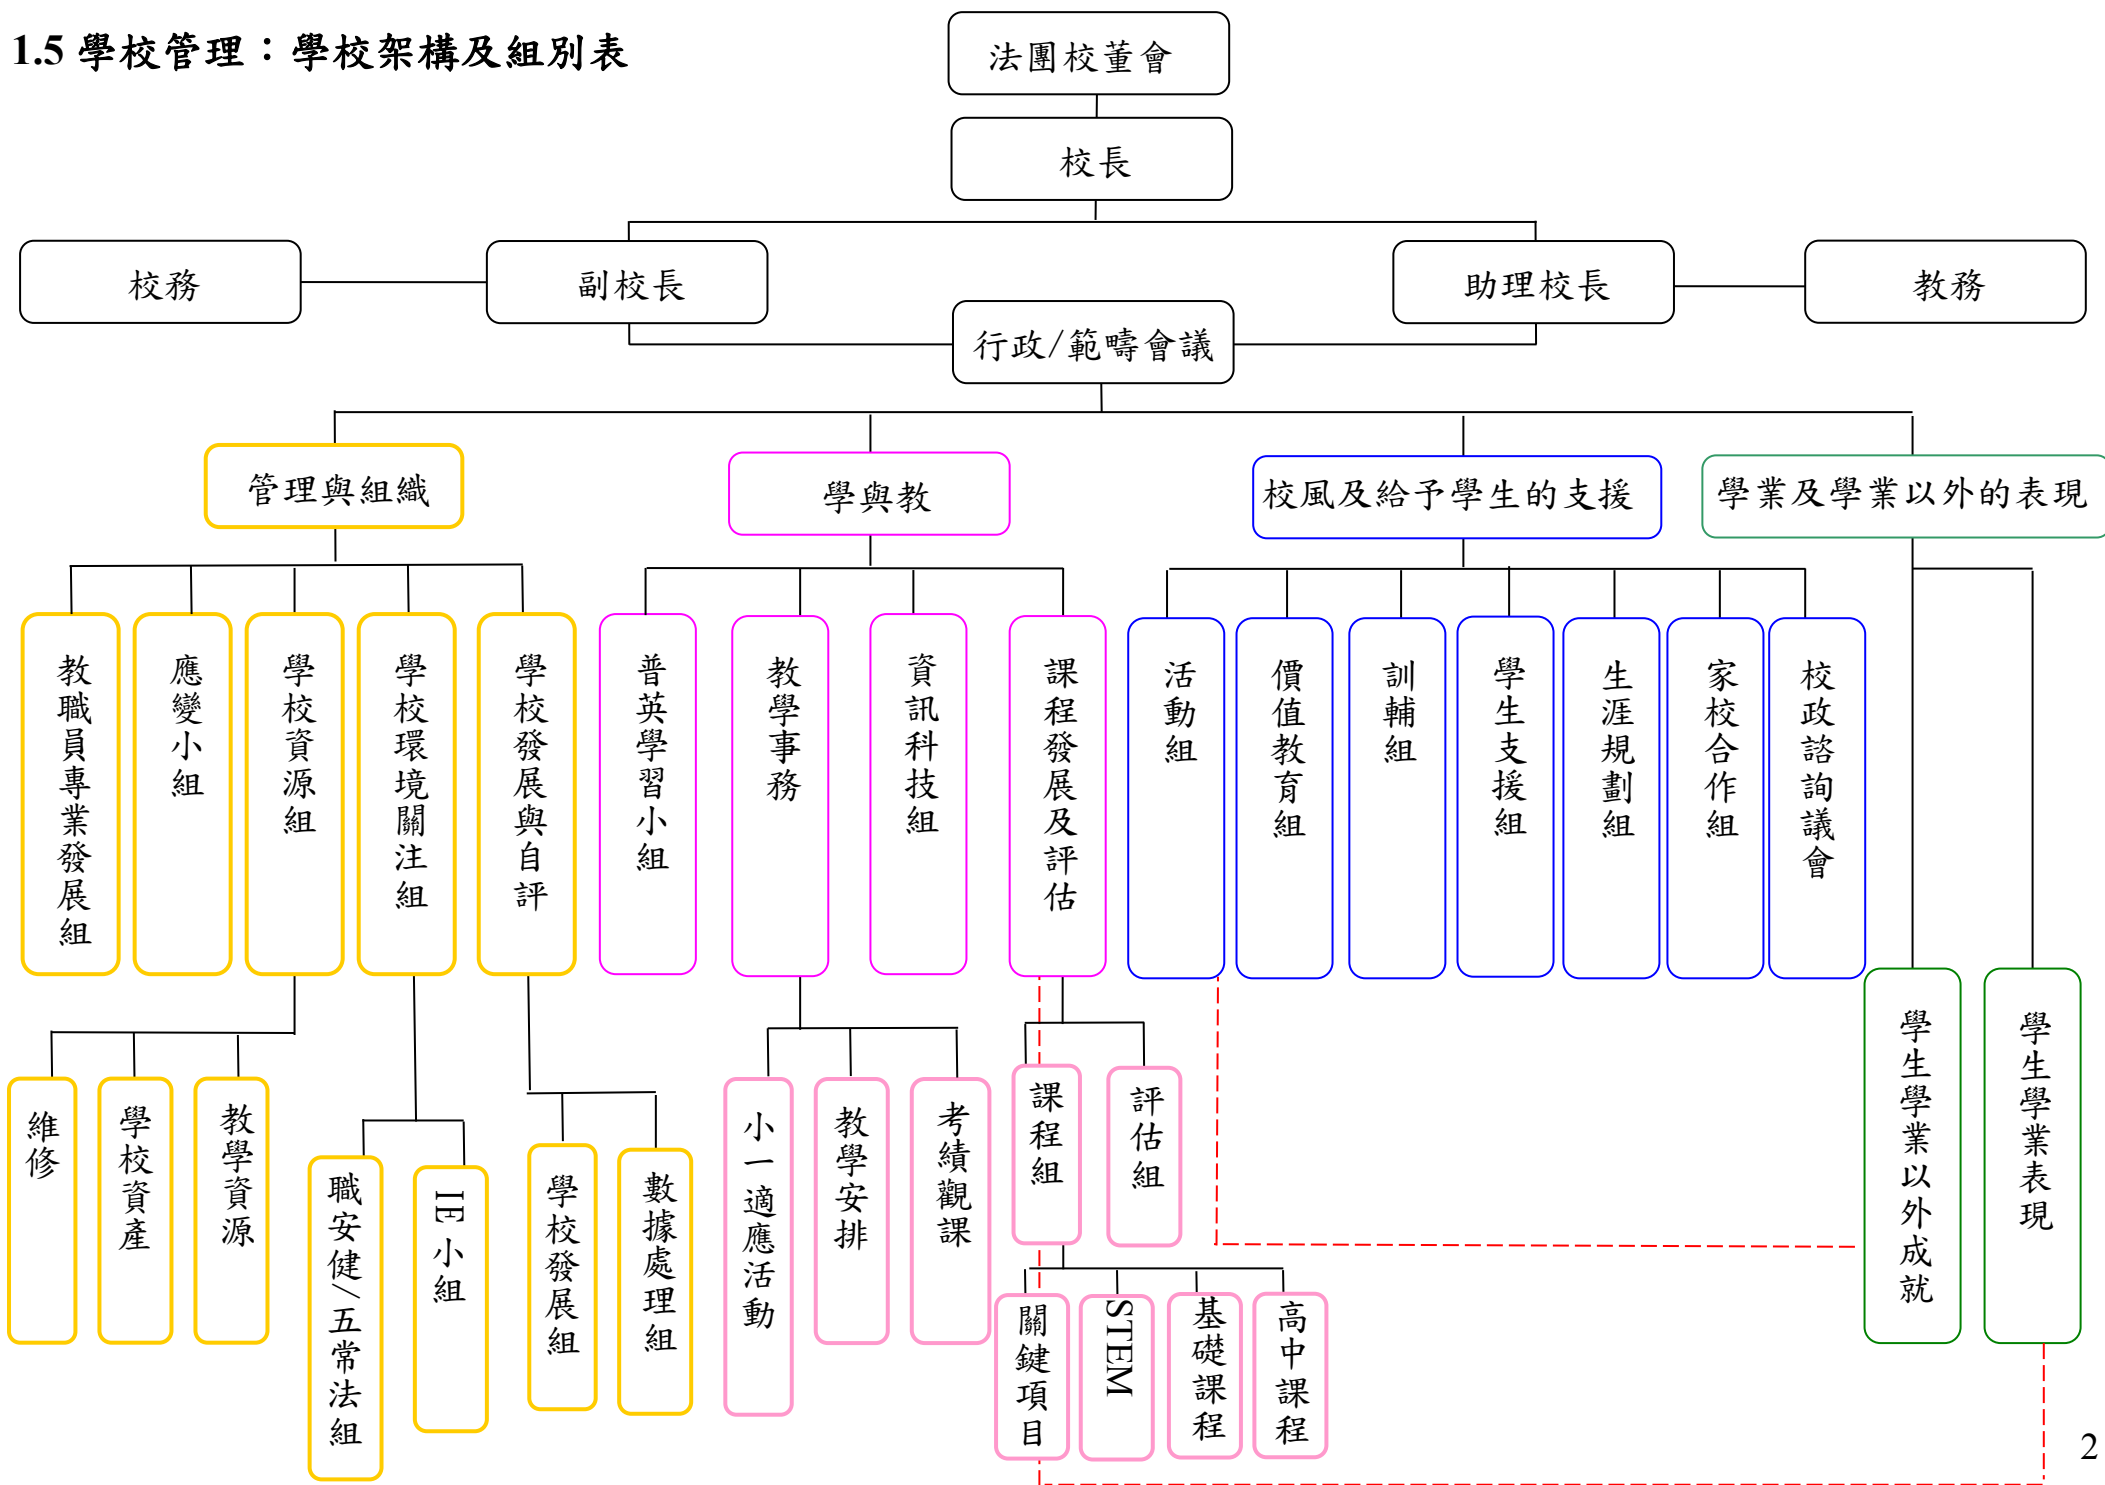 1.5 學校管理：學校架構及組別表
法團校董會
校長
校務
副校長
助理校長
教務
行政/範疇會議
管理與組織
學與教
校風及給予學生的支援
學業及學業以外的表現
教職員專業發展組
應變小組
學校資源組
學校環境關注組
學校發展與自評
普英學習小組
教學事務
資訊科技組
課程發展及評估
活動組
價值教育組
訓輔組
學生支援組
生涯規劃組
家校合作組
校政諮詢議會
學生學業以外成就
學生學業表現
維修
學校資產
教學資源
職安健/五常法組
IE小組
學校發展組
數據處理組
小一適應活動
教學安排
考績觀課
課程組
評估組
關鍵項目
STEM
基礎課程
高中課程
2